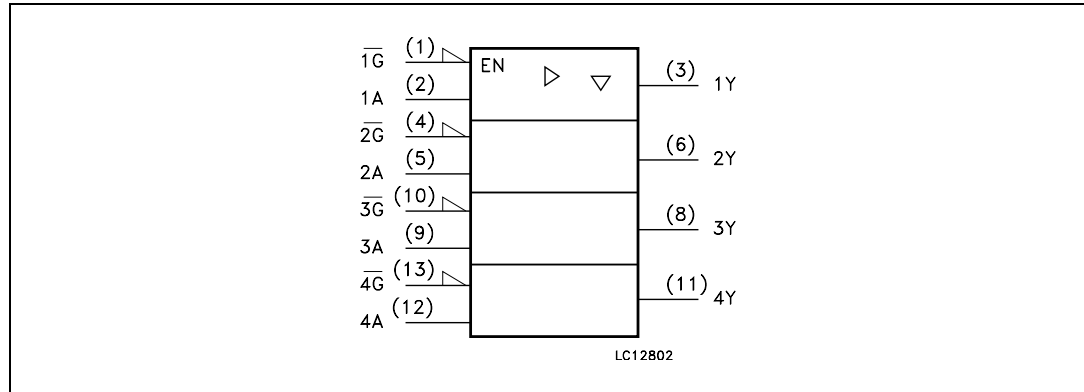 1G̅ (1) EN (3) 1Y
1A (2)
2G̅ (4) (6) 2Y
2A (5)
3G̅ (10) (8) 3Y
3A (9)
4G̅ (13) (11) 4Y
4A (12)
LC12802